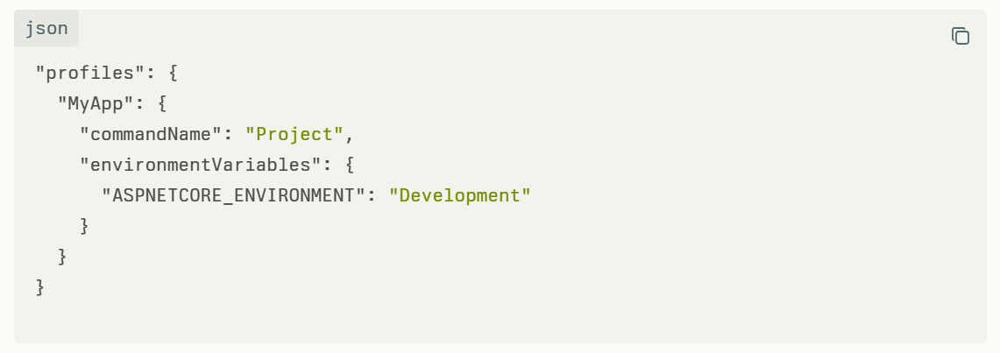 json
"profiles": {
  "MyApp": {
    "commandName": "Project",
    "environmentVariables": {
      "ASPNETCORE_ENVIRONMENT": "Development"
    }
  }
}